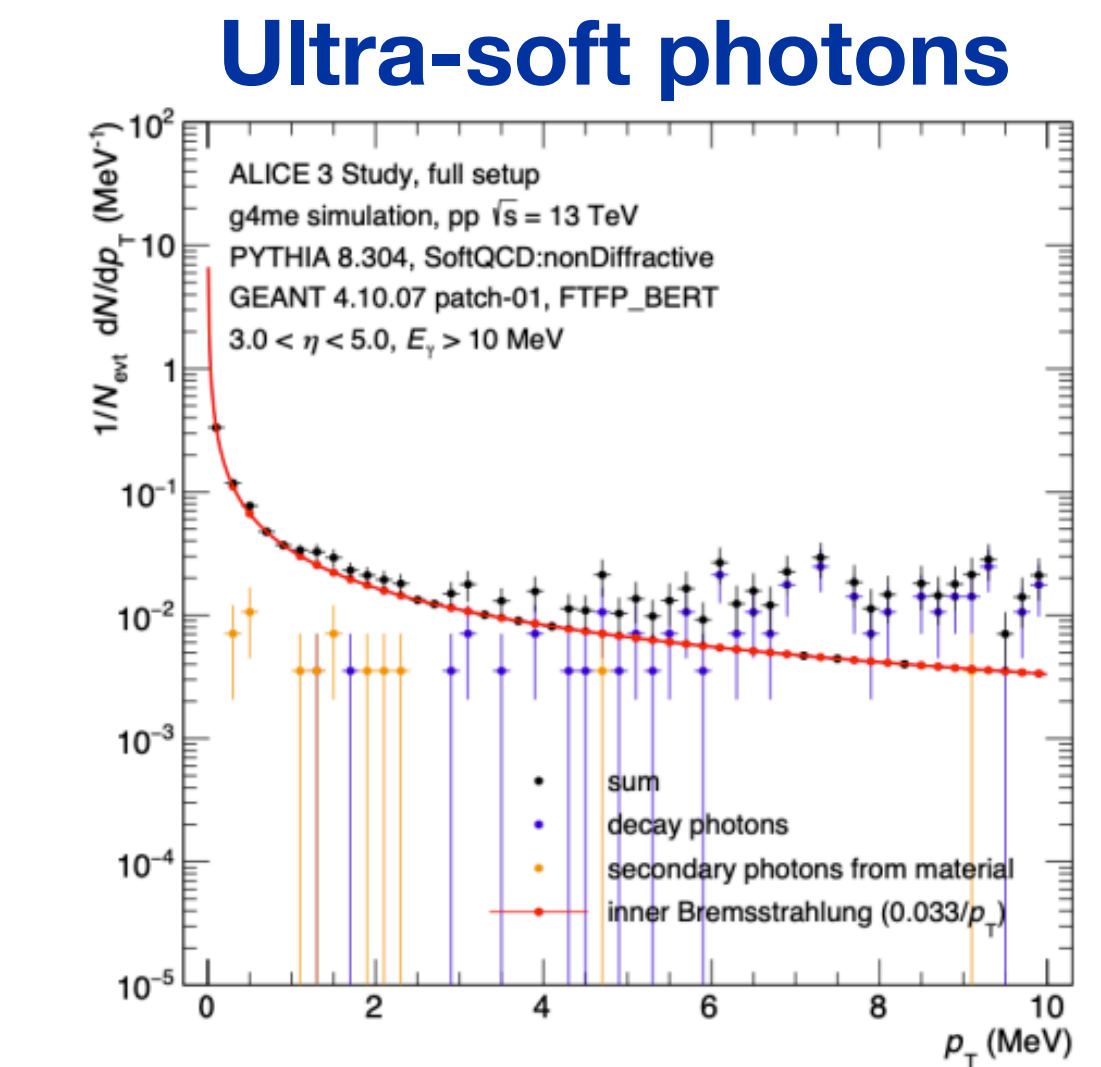 Ultra-soft photons
1/N_evt dN/dp_T (MeV⁻¹)
10²
10
1
10⁻¹
10⁻²
10⁻³
10⁻⁴
10⁻⁵
ALICE 3 Study, full setup
g4me simulation, pp √s = 13 TeV
PYTHIA 8.304, SoftQCD:nonDiffractive
GEANT 4.10.07 patch-01, FTFP_BERT
3.0 < η < 5.0, E_γ > 10 MeV
sum
decay photons
secondary photons from material
inner Bremsstrahlung (0.033/p_T)
0 2 4 6 8 10
p_T (MeV)